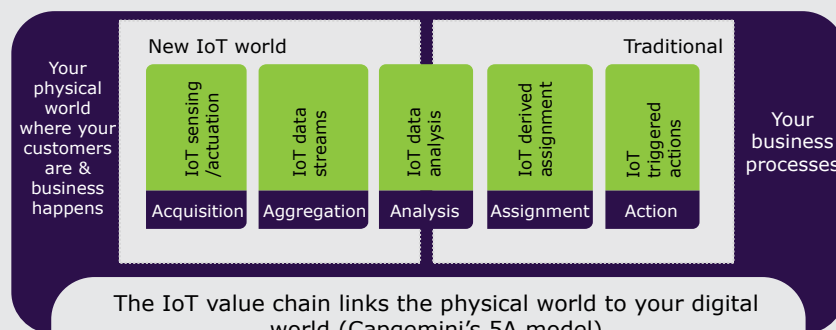 New IoT world
Traditional
Your
physical
world
where your
customers
are &
business
happens
IoT sensing
/actuation
IoT data
streams
IoT data
analysis
IoT derived
assignment
IoT
triggered
actions
Acquisition
Aggregation
Analysis
Assignment
Action
Your
business
processes
The IoT value chain links the physical world to your digital
world (Capgemini's 5A model)